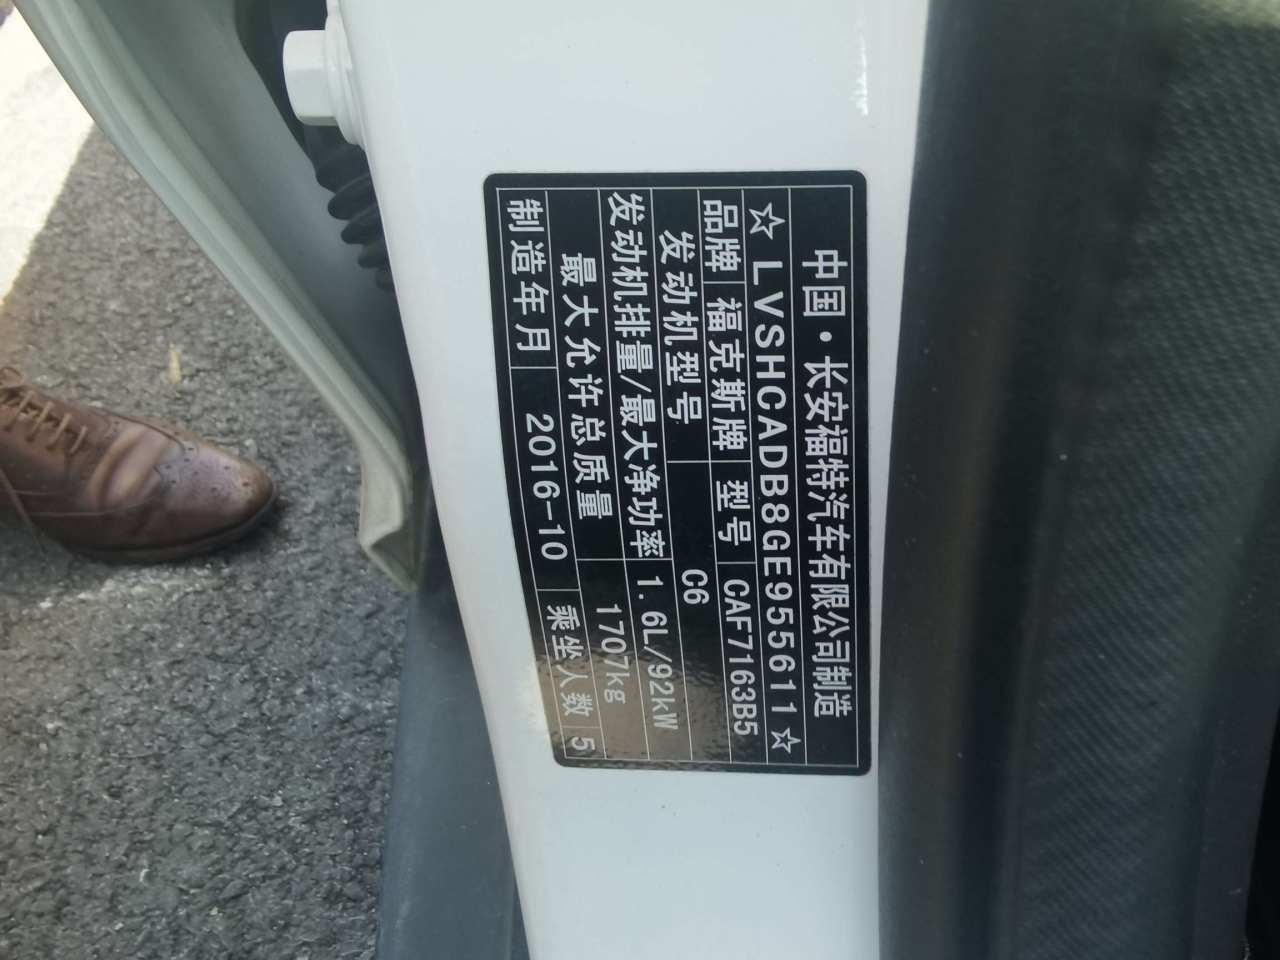 中国·长安福特汽车有限公司制造
☆LVSHCADB8GE955611☆
品牌 福克斯牌 型号 CAF7163B5
发动机型号 C6
发动机排量/最大净功率 1.6L/92kW
最大允许总质量 1707kg
制造年月 2016-10 乘坐人数 5